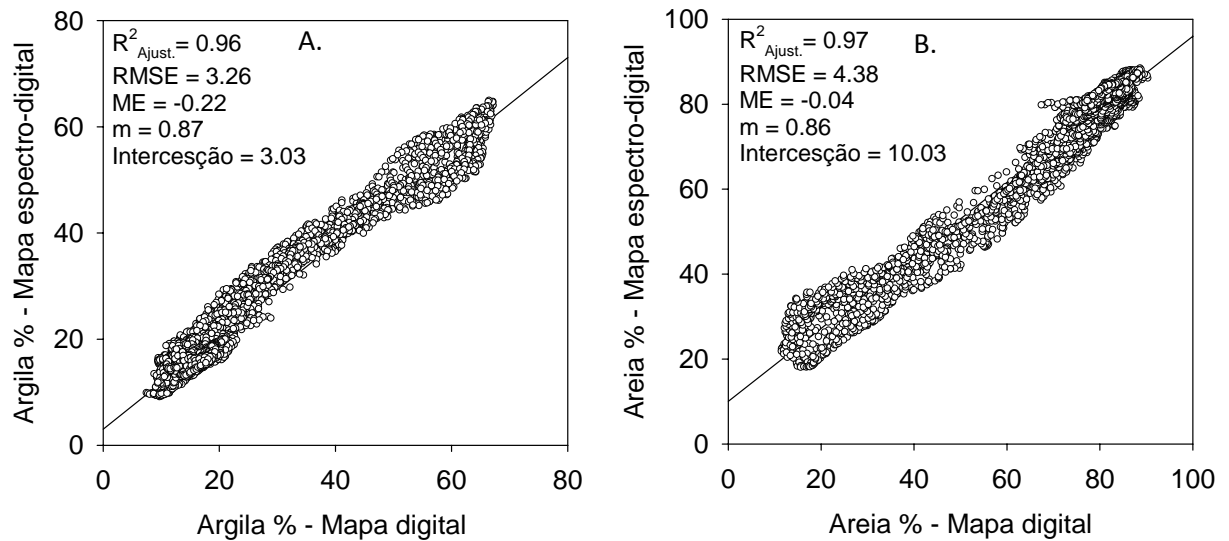 80
60
40
20
0
Argila % - Mapa espectro-digital
R²Ajust.= 0.96
RMSE = 3.26
ME = -0.22
m = 0.87
Intercesção = 3.03
A.
0 20 40 60 80
Argila % - Mapa digital
100
80
60
40
20
0
Areia % - Mapa espectro-digital
R²Ajust.= 0.97
RMSE = 4.38
ME = -0.04
m = 0.86
Intercesção = 10.03
B.
0 20 40 60 80 100
Areia % - Mapa digital